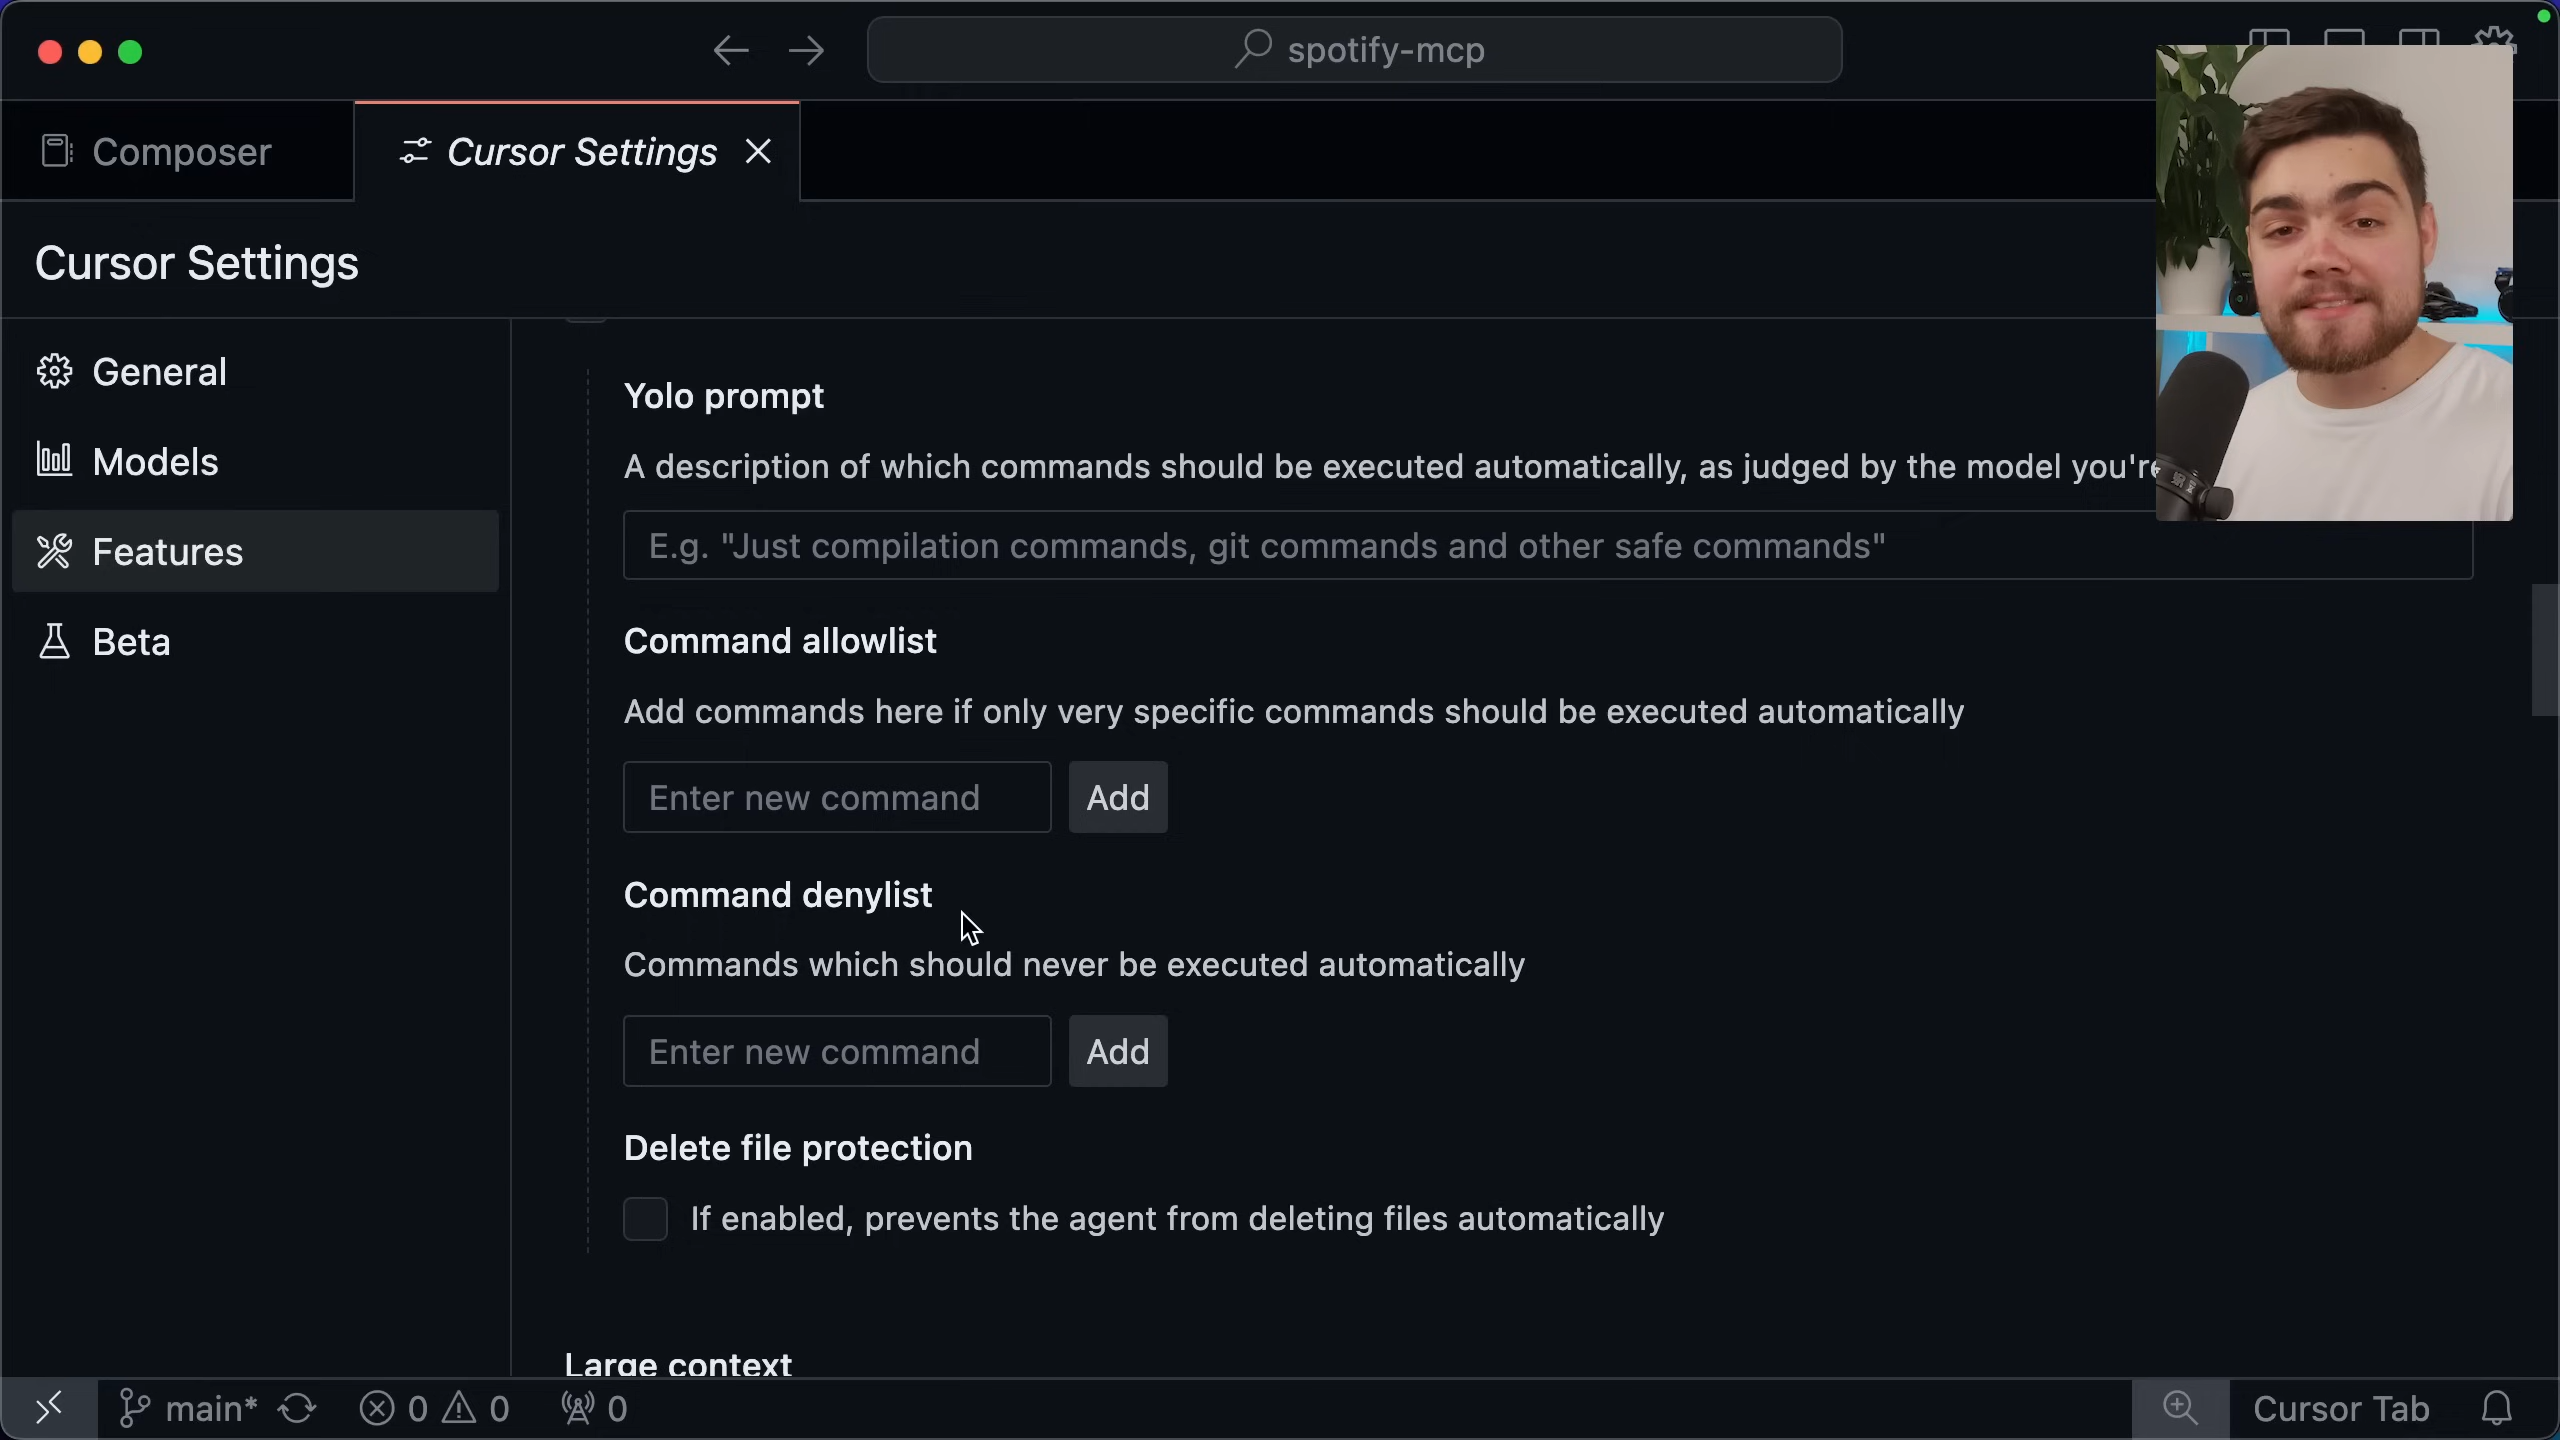 spotify-mcp
Composer
Cursor Settings
Cursor Settings
General
Models
Features
Beta
Yolo prompt
A description of which commands should be executed automatically, as judged by the model you're
E.g. "Just compilation commands, git commands and other safe commands"
Command allowlist
Add commands here if only very specific commands should be executed automatically
Enter new command Add
Command denylist
Commands which should never be executed automatically
Enter new command Add
Delete file protection
If enabled, prevents the agent from deleting files automatically
Large context
main* 0 0 0 Cursor Tab